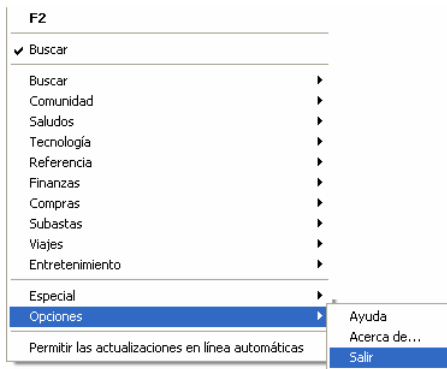 F2
Buscar
Buscar
Comunidad
Saludos
Tecnología
Referencia
Finanzas
Compras
Subastas
Viajes
Entretenimiento
Especial
Opciones
Permitir las actualizaciones en línea automáticas
Ayuda
Acerca de...
Salir